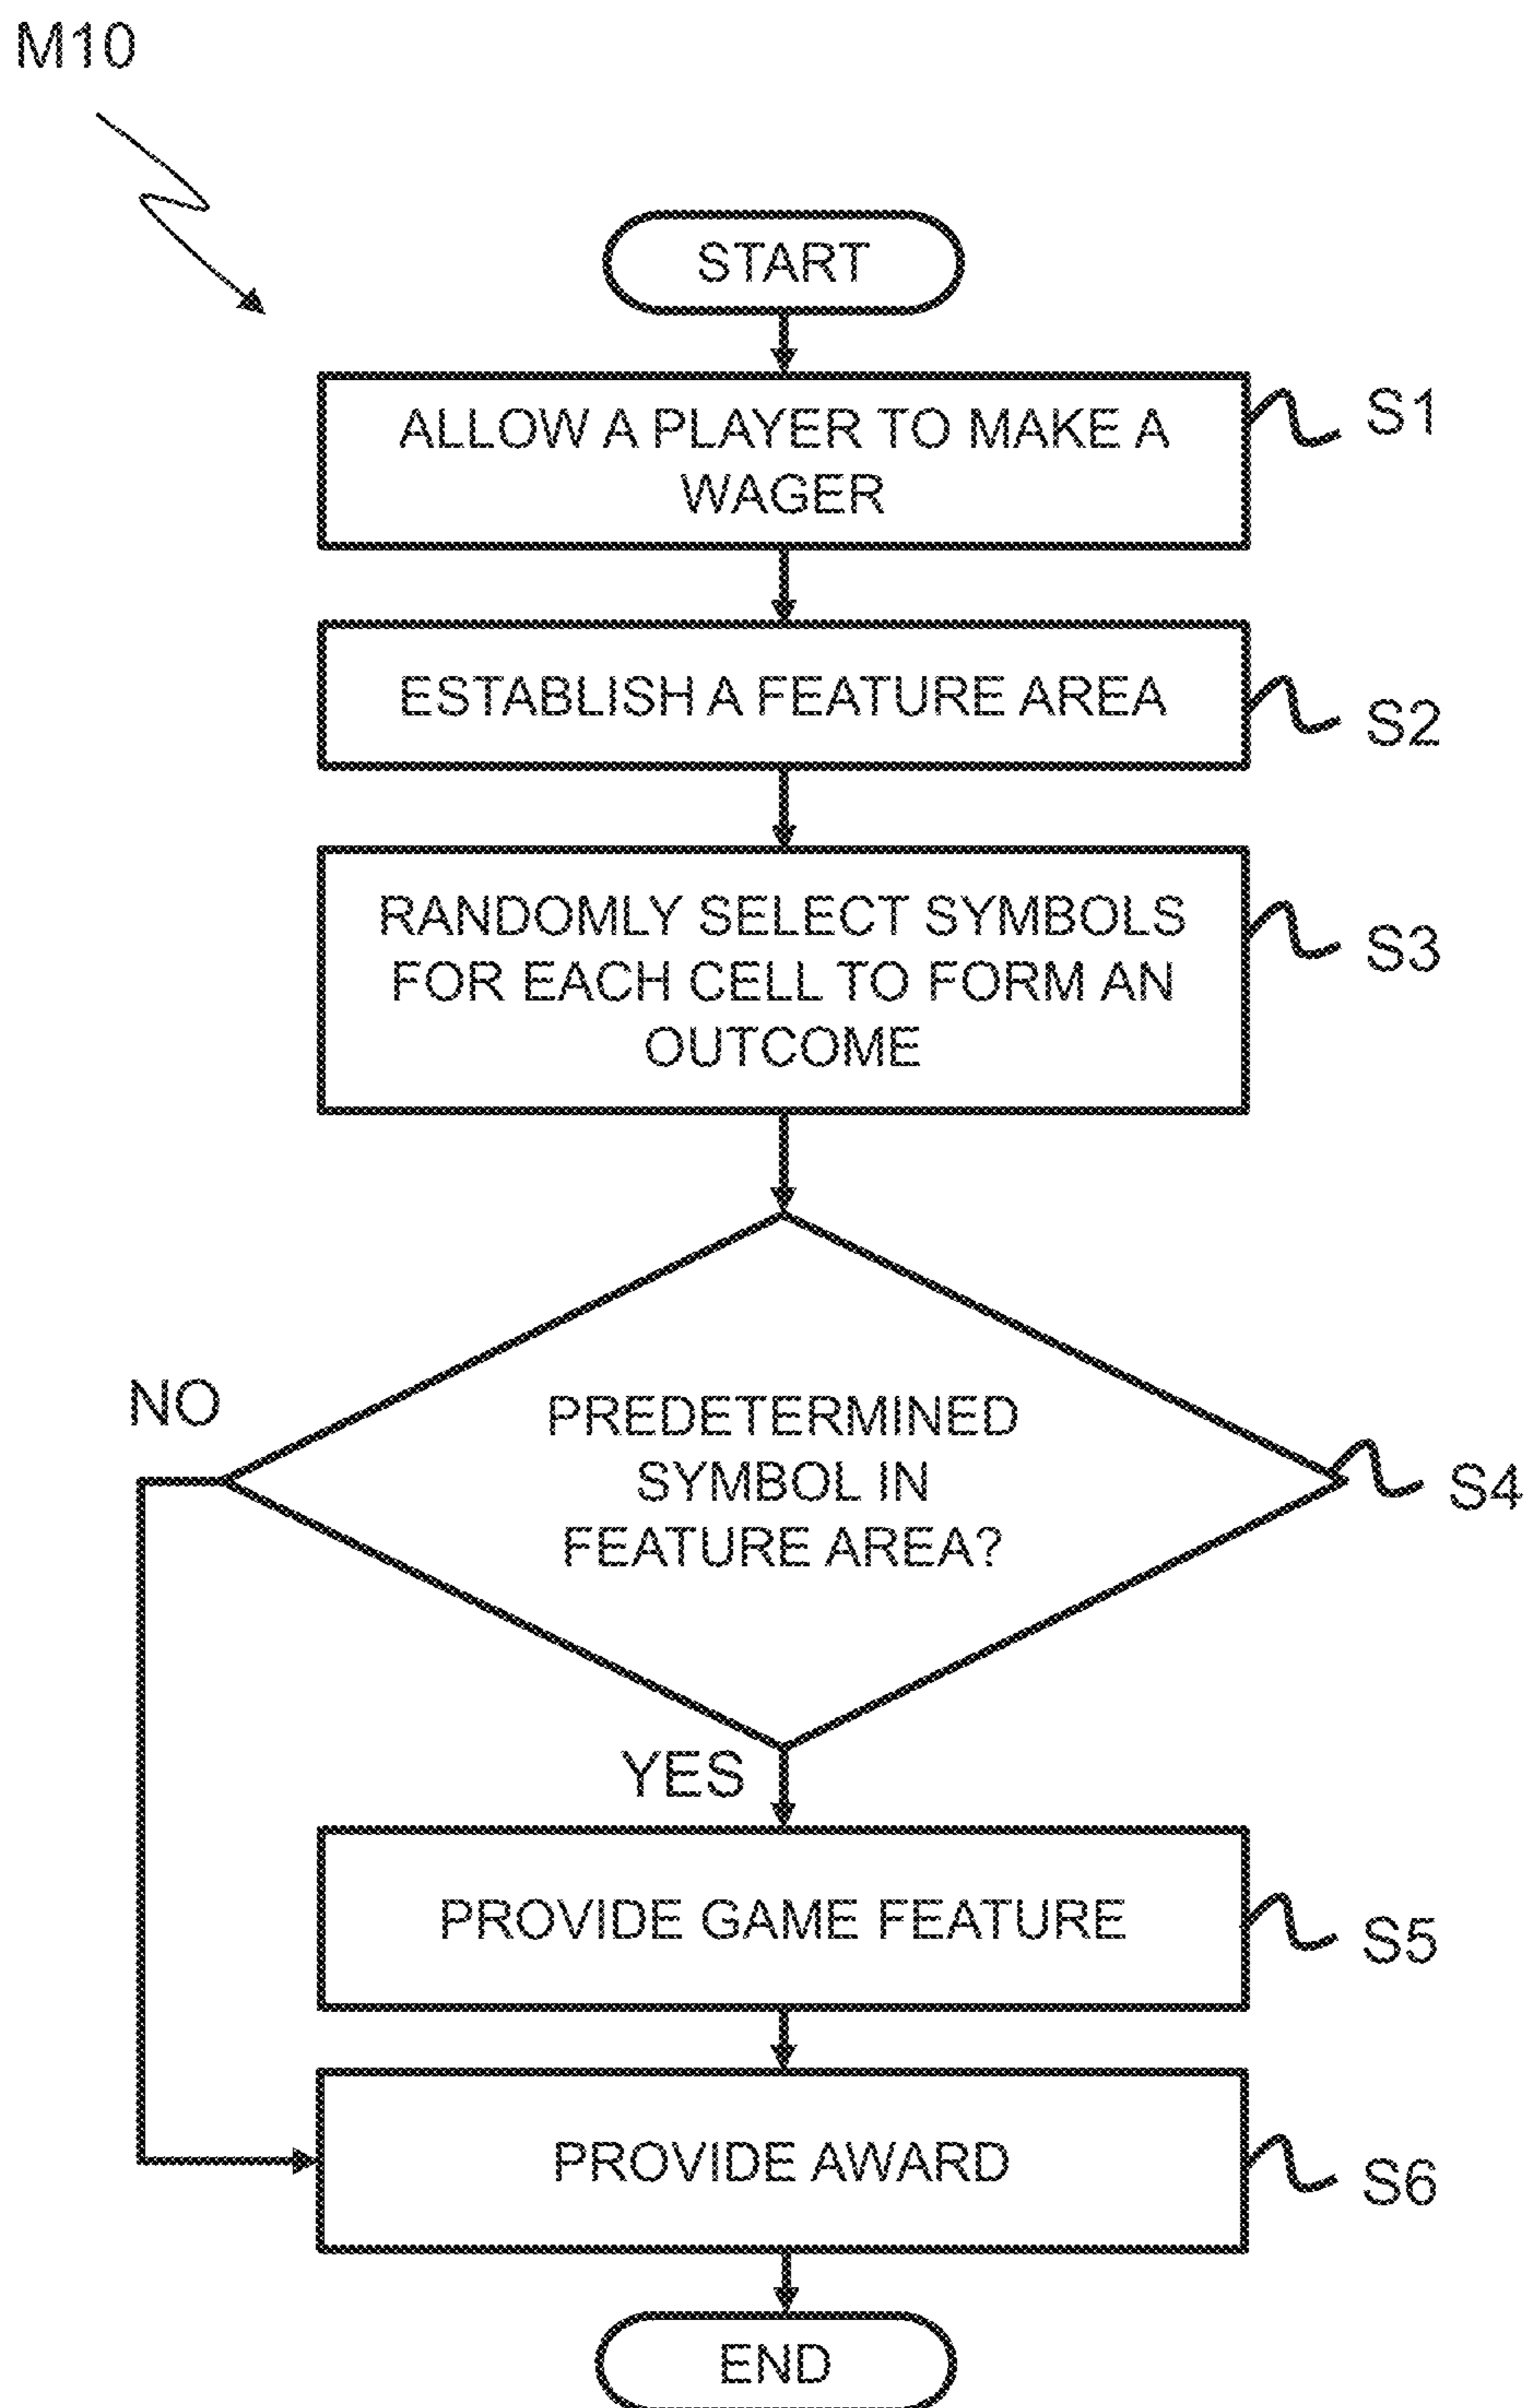 M10
START
ALLOW A PLAYER TO MAKE A
WAGER
S1
ESTABLISH A FEATURE AREA
S2
RANDOMLY SELECT SYMBOLS
FOR EACH CELL TO FORM AN
OUTCOME
S3
NO
PREDETERMINED
SYMBOL IN
FEATURE AREA?
S4
YES
PROVIDE GAME FEATURE
S5
PROVIDE AWARD
S6
END